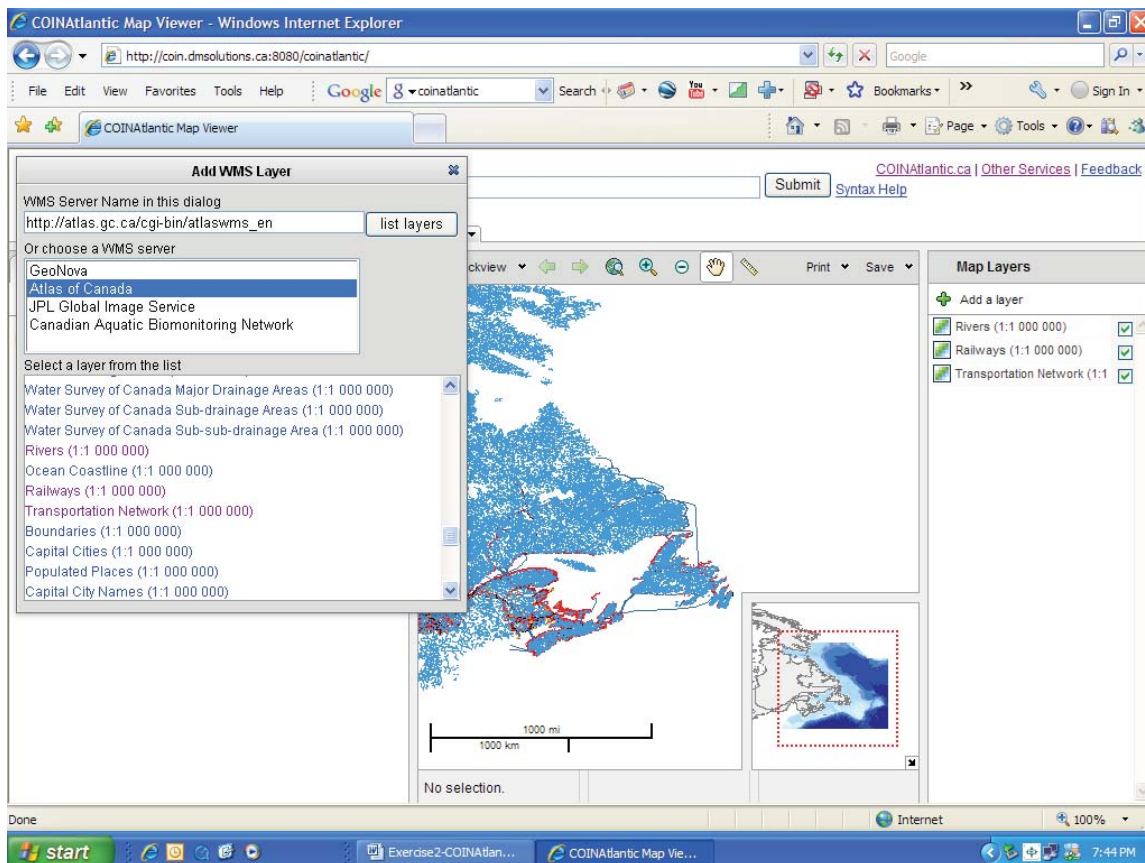 COINAtlantic Map Viewer - Windows Internet Explorer
http://coin.dmsolutions.ca:8080/coinatlantic/
Google
File Edit View Favorites Tools Help
Google coinatlantic Search Bookmarks Sign In
COINAtlantic Map Viewer
Page Tools
COINAtlantic.ca | Other Services | Feedback
Submit Syntax Help
Add WMS Layer
WMS Server Name in this dialog
http://atlas.gc.ca/cgi-bin/atlaswms_en list layers
Or choose a WMS server
GeoNova
Atlas of Canada
JPL Global Image Service
Canadian Aquatic Biomonitoring Network
Select a layer from the list
Water Survey of Canada Major Drainage Areas (1:1 000 000)
Water Survey of Canada Sub-drainage Areas (1:1 000 000)
Water Survey of Canada Sub-sub-drainage Area (1:1 000 000)
Rivers (1:1 000 000)
Ocean Coastline (1:1 000 000)
Railways (1:1 000 000)
Transportation Network (1:1 000 000)
Boundaries (1:1 000 000)
Capital Cities (1:1 000 000)
Populated Places (1:1 000 000)
Capital City Names (1:1 000 000)
ckview Print Save
Map Layers
Add a layer
Rivers (1:1 000 000)
Railways (1:1 000 000)
Transportation Network (1:1
1000 mi
1000 km
No selection.
Done Internet 100%
start Exercise2-COINAtlan... COINAtlantic Map Vie... 7:44 PM